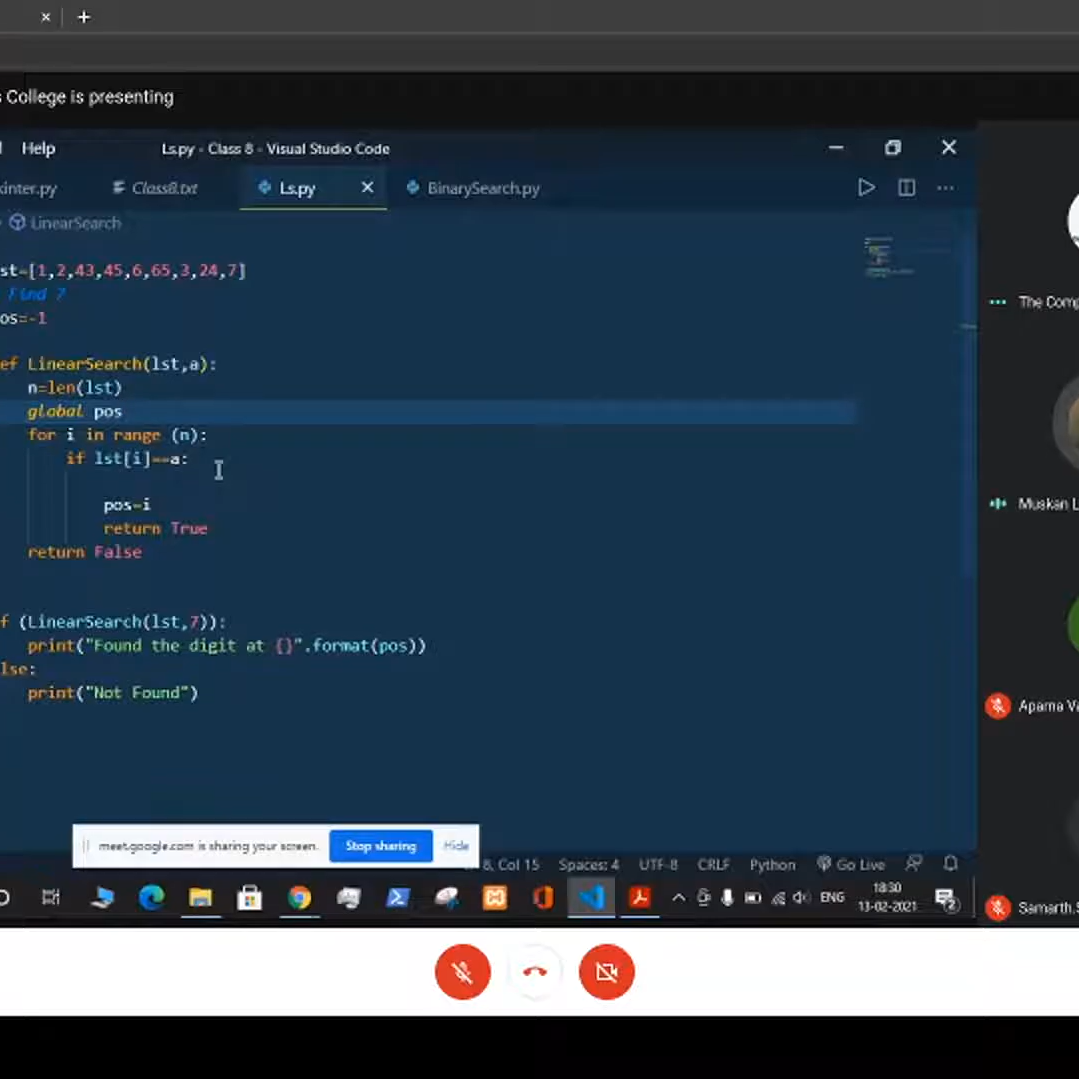 College is presenting
Help
Ls.py - Class 8 - Visual Studio Code
kinter.py
Class8.txt
Ls.py
BinarySearch.py
LinearSearch
st=[1,2,43,45,6,65,3,24,7]
Find 7
os=-1
ef LinearSearch(lst,a):
n=len(lst)
global pos
for i in range (n):
if lst[i]==a:
pos=i
return True
return False
f (LinearSearch(lst,7)):
print("Found the digit at {}".format(pos))
lse:
print("Not Found")
meet.google.com is sharing your screen.
Stop sharing
Hide
8, Col 15
Spaces: 4
UTF-8
CRLF
Python
Go Live
ENG
18:30
13-02-2021
2
The Comp
Muskan L
Aparna Va
Samarth.S